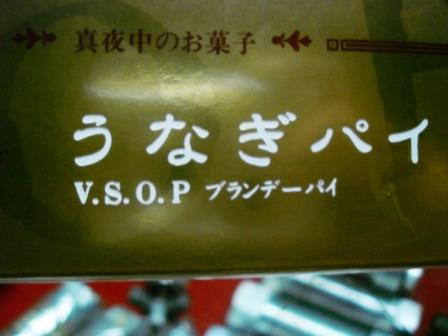 真夜中のお菓子
うなぎパイ
V.S.O.P ブランデーパイ